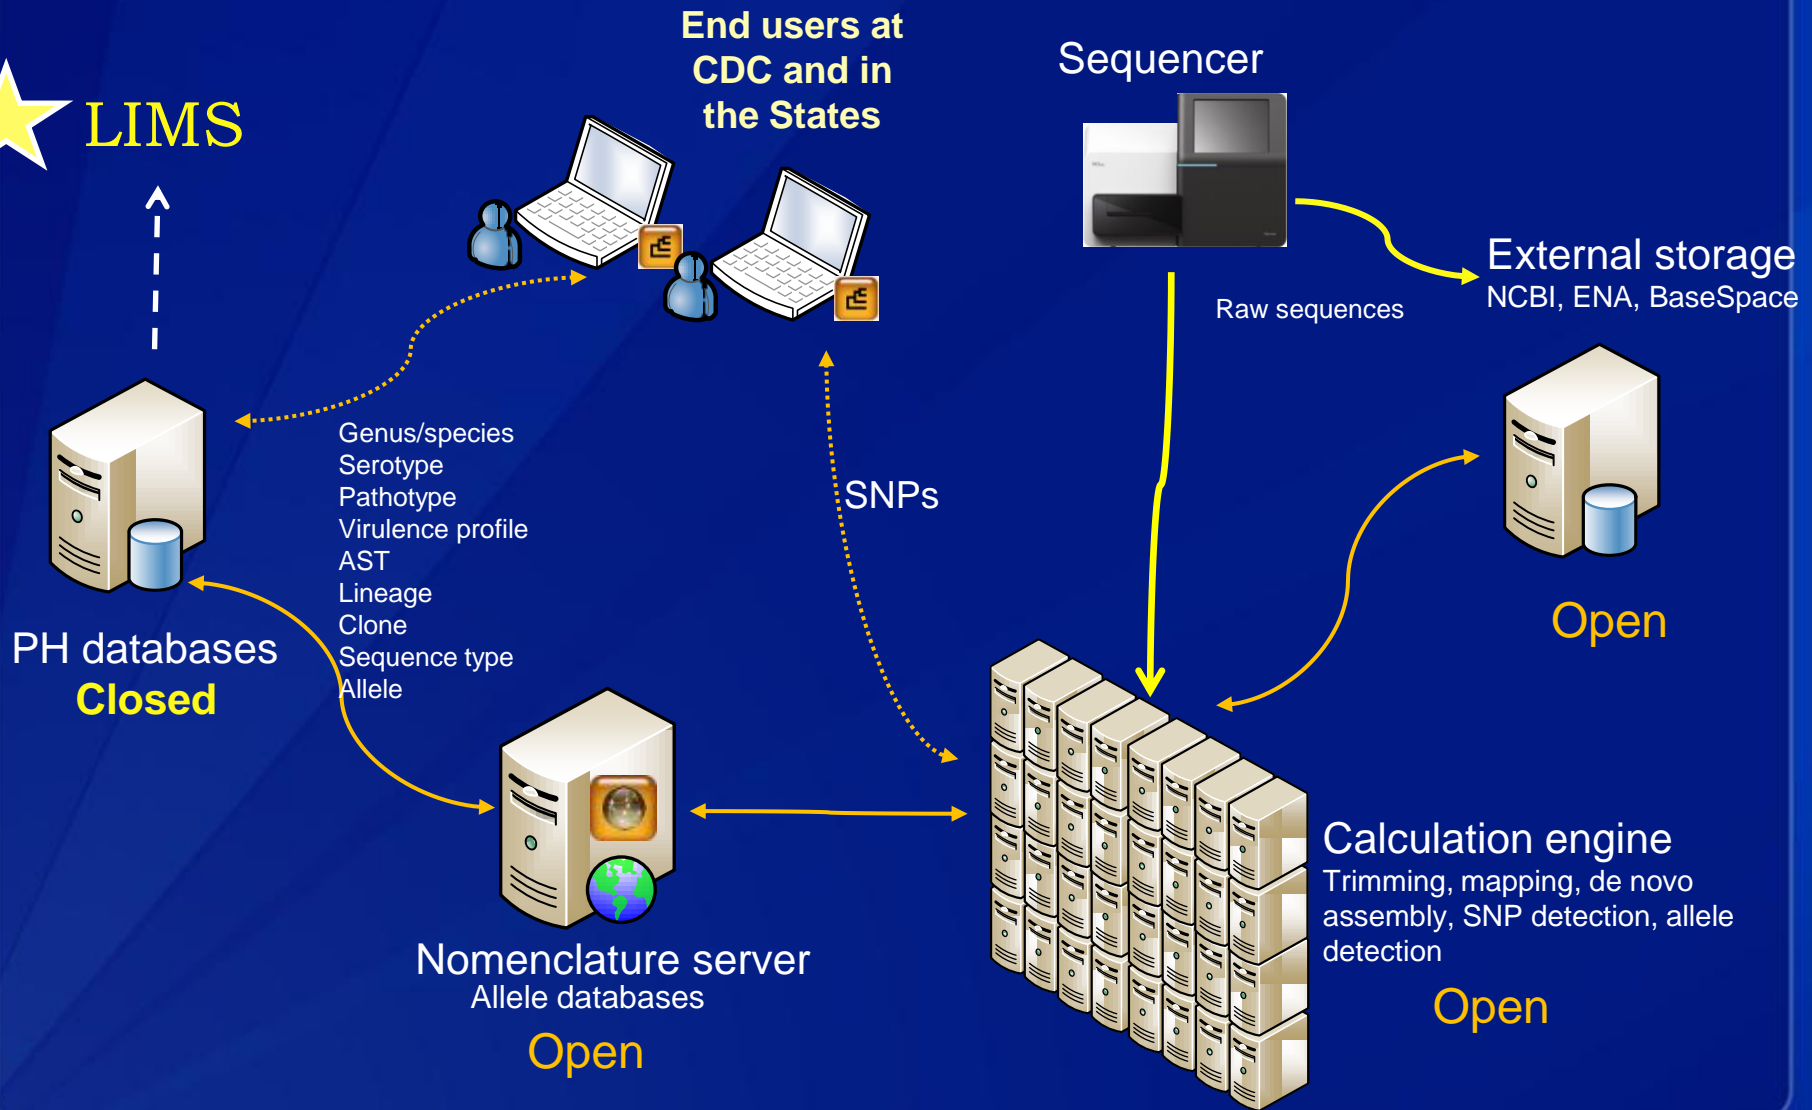 End users at
CDC and in
the States
Sequencer
LIMS
External storage
NCBI, ENA, BaseSpace
Raw sequences
Genus/species
Serotype
Pathotype
Virulence profile
AST
Lineage
Clone
Sequence type
Allele
SNPs
Open
PH databases
Closed
Calculation engine
Trimming, mapping, de novo
assembly, SNP detection, allele
detection
Open
Nomenclature server
Allele databases
Open